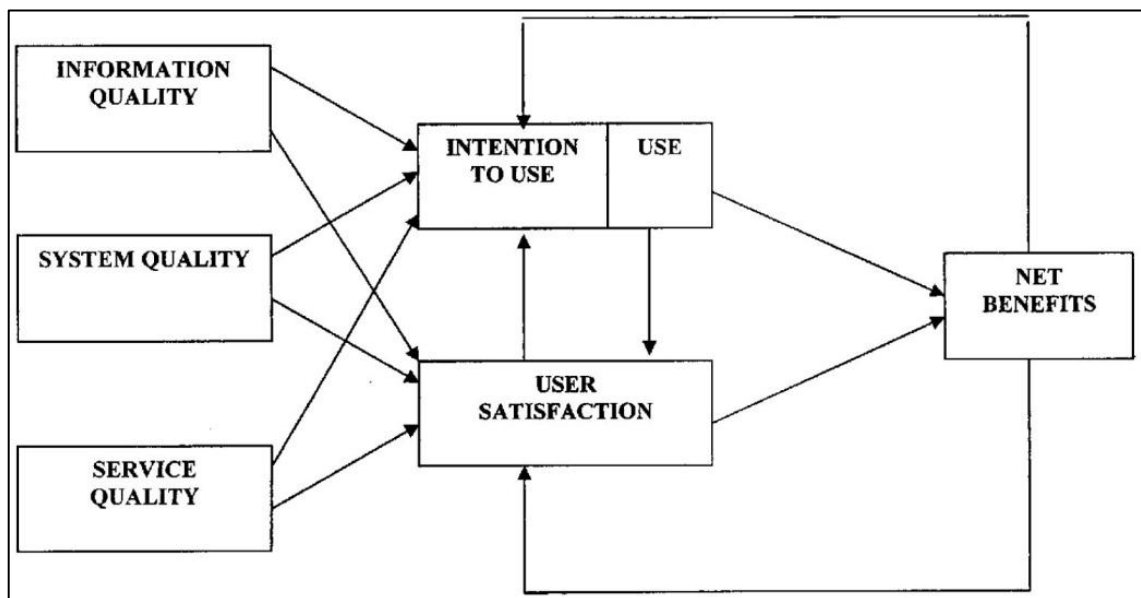 INFORMATION
QUALITY
INTENTION
TO USE
USE
SYSTEM QUALITY
NET
BENEFITS
USER
SATISFACTION
SERVICE
QUALITY